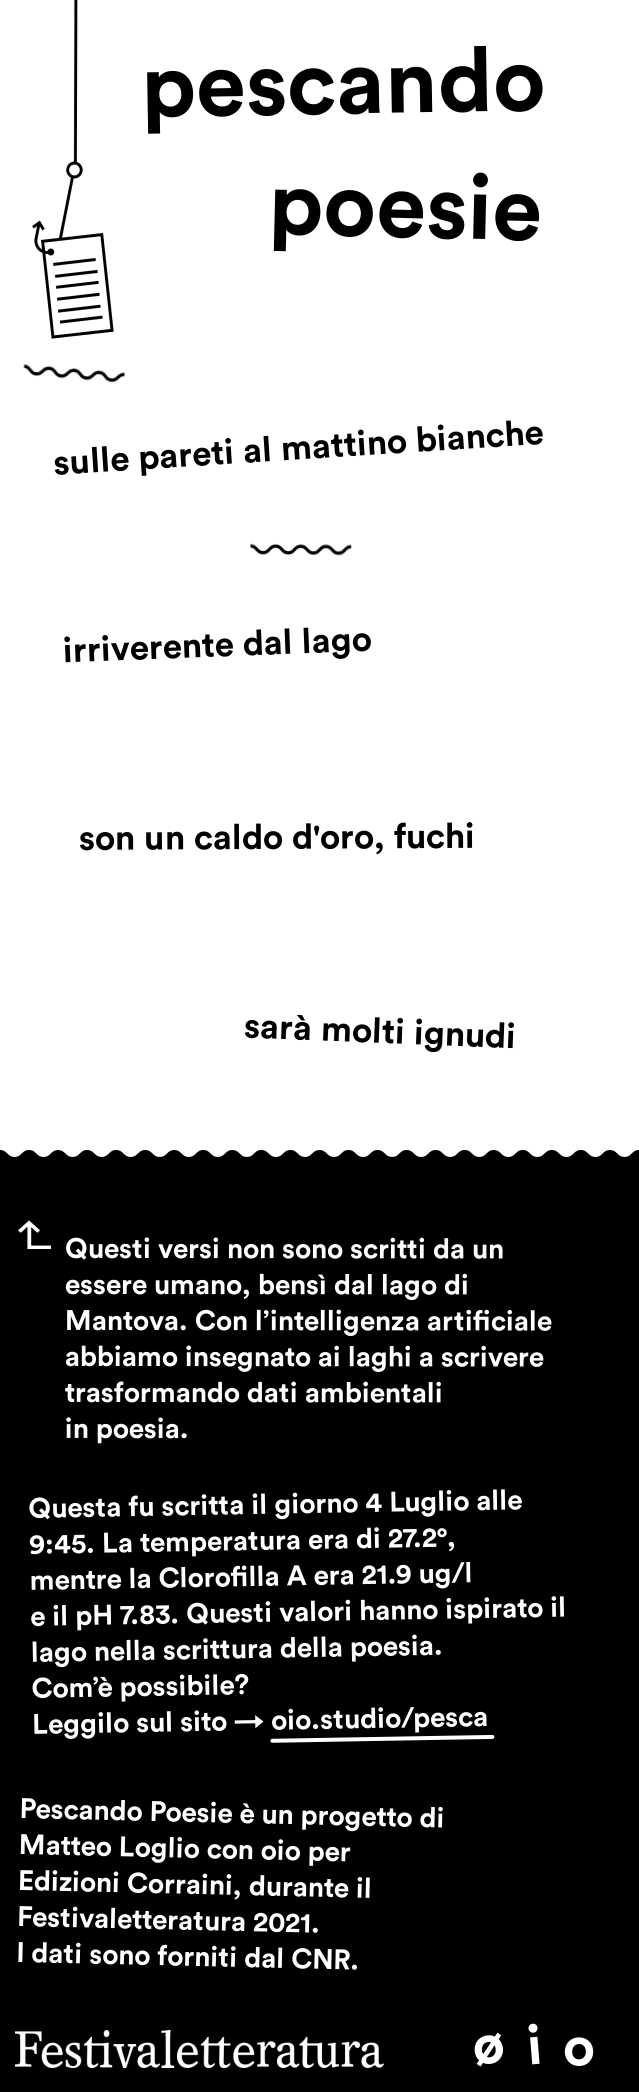 pescando
poesie
sulle pareti al mattino bianche
irriverente dal lago
son un caldo d'oro, fuchi
sarà molti ignudi
Questi versi non sono scritti da un
essere umano, bensì dal lago di
Mantova. Con l’intelligenza artificiale
abbiamo insegnato ai laghi a scrivere
trasformando dati ambientali
in poesia.
Questa fu scritta il giorno 4 Luglio alle
9:45. La temperatura era di 27.2°,
mentre la Clorofilla A era 21.9 ug/l
e il pH 7.83. Questi valori hanno ispirato il
lago nella scrittura della poesia.
Com’è possibile?
Leggilo sul sito → oio.studio/pesca
Pescando Poesie è un progetto di
Matteo Loglio con oio per
Edizioni Corraini, durante il
Festivaletteratura 2021.
I dati sono forniti dal CNR.
Festivaletteratura ø i o